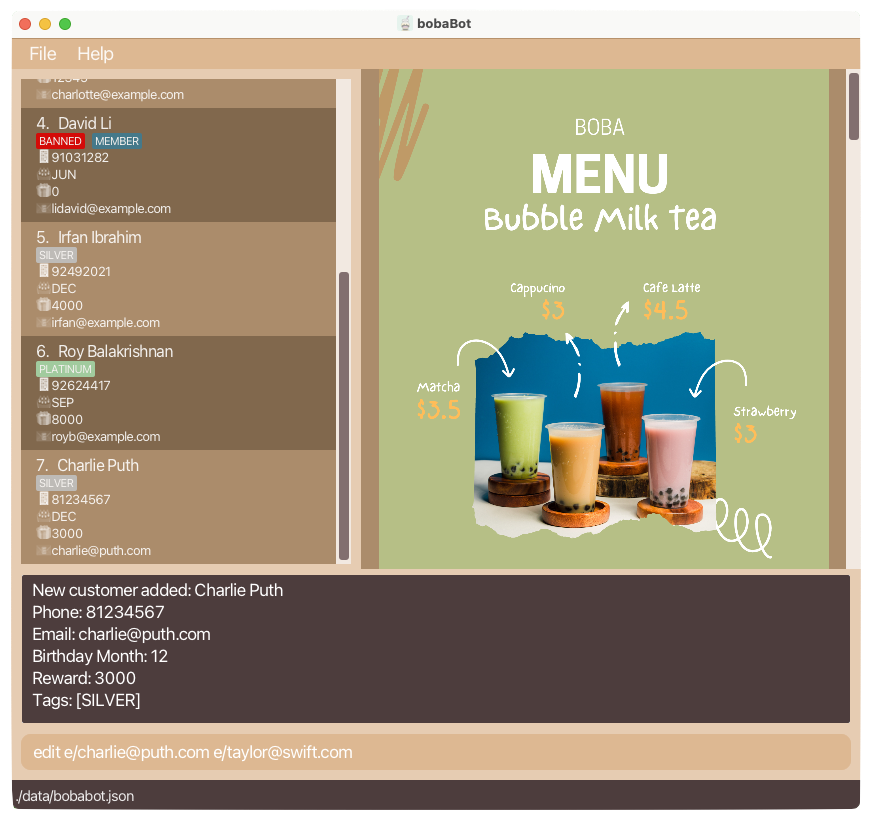 bobaBot
File Help
12345
charlotte@example.com
4. David Li
BANNED MEMBER
91031282
JUN
0
lidavid@example.com
5. Irfan Ibrahim
SILVER
92492021
DEC
4000
irfan@example.com
6. Roy Balakrishnan
PLATINUM
92624417
SEP
8000
royb@example.com
7. Charlie Puth
SILVER
81234567
DEC
3000
charlie@puth.com
BOBA
MENU
Bubble Milk Tea
Cappucino
$3
Cafe Latte
$4.5
Matcha
$3.5
Strawberry
$3
New customer added: Charlie Puth
Phone: 81234567
Email: charlie@puth.com
Birthday Month: 12
Reward: 3000
Tags: [SILVER]
edit e/charlie@puth.com e/taylor@swift.com
./data/bobabot.json